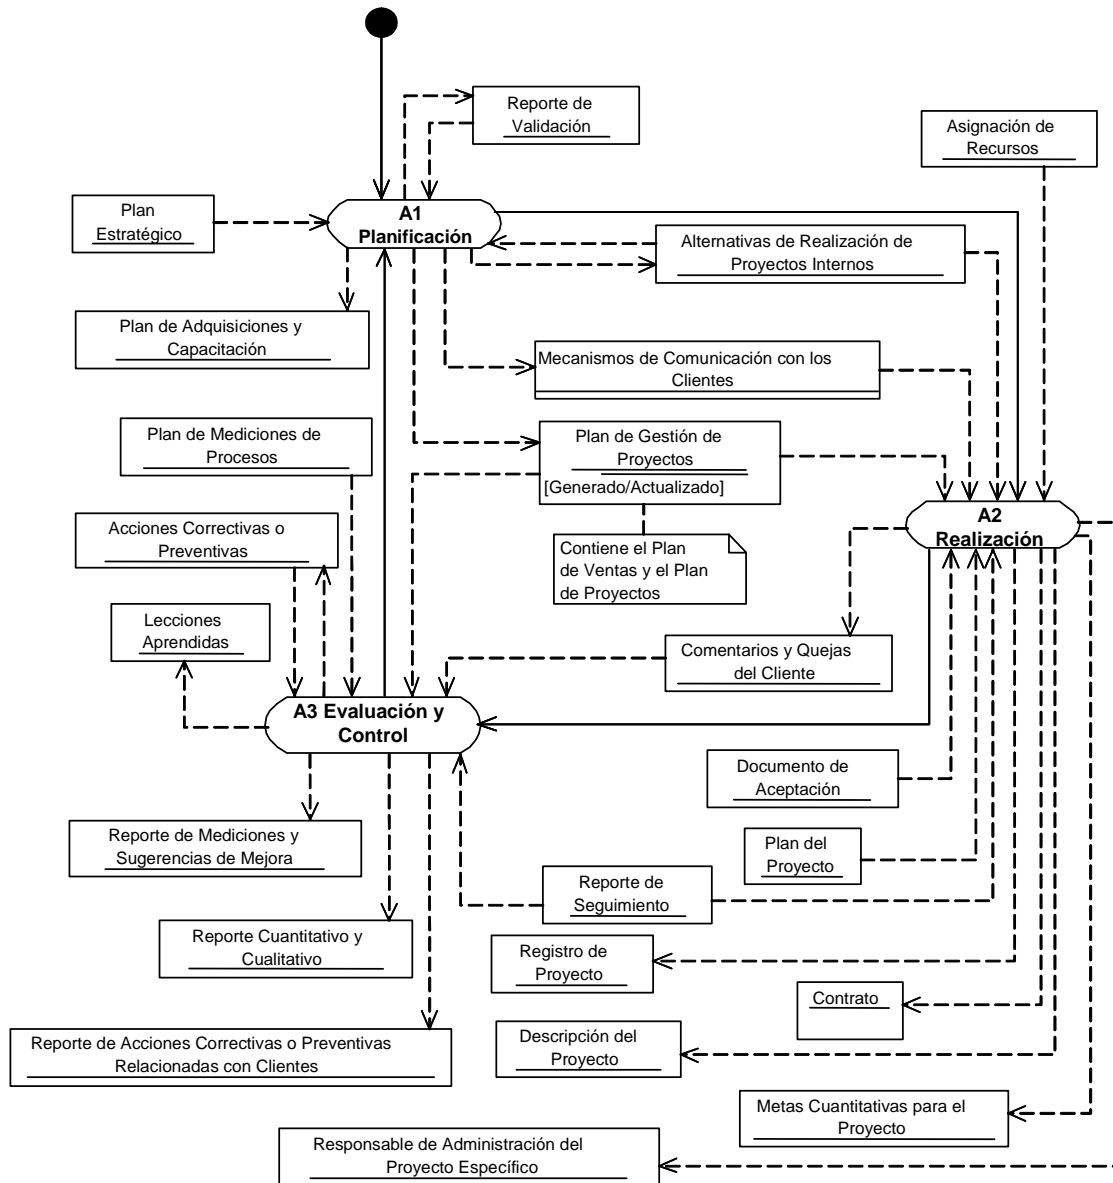 Reporte de
Validación
Asignación de
Recursos
Plan
Estratégico
A1
Planificación
Alternativas de Realización de
Proyectos Internos
Plan de Adquisiciones y
Capacitación
Mecanismos de Comunicación con los
Clientes
Plan de Mediciones de
Procesos
Plan de Gestión de
Proyectos
[Generado/Actualizado]
Acciones Correctivas o
Preventivas
A2
Realización
Contiene el Plan
de Ventas y el Plan
de Proyectos
Lecciones
Aprendidas
Comentarios y Quejas
del Cliente
A3 Evaluación y
Control
Documento de
Aceptación
Reporte de Mediciones y
Sugerencias de Mejora
Plan del
Proyecto
Reporte de
Seguimiento
Reporte Cuantitativo y
Cualitativo
Registro de
Proyecto
Contrato
Reporte de Acciones Correctivas o Preventivas
Relacionadas con Clientes
Descripción del
Proyecto
Metas Cuantitativas para el
Proyecto
Responsable de Administración del
Proyecto Específico